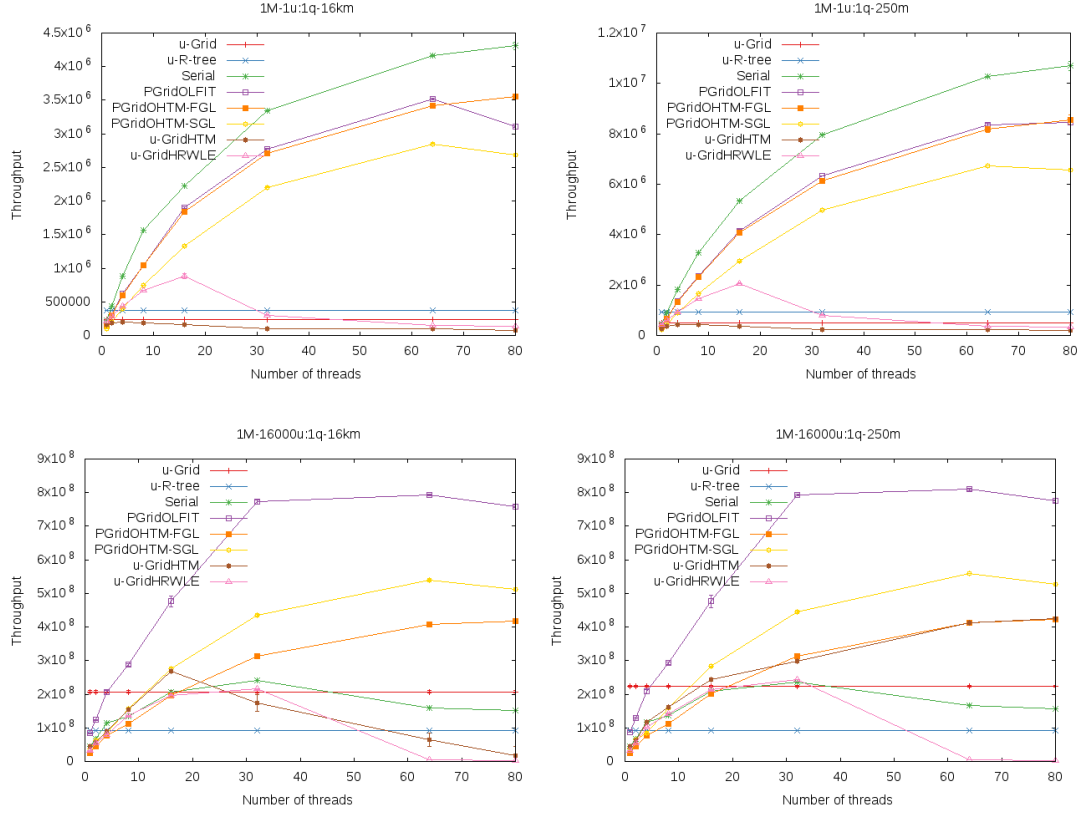 1M-1u:1q-16km
4.5x10^6
4x10^6
3.5x10^6
3x10^6
2.5x10^6
2x10^6
1.5x10^6
1x10^6
500000
0
Throughput
u-Grid
u-R-tree
Serial
PGridOLFIT
PGridOHTM-FGL
PGridOHTM-SGL
u-GridHTM
u-GridHRWLE
0 10 20 30 40 50 60 70 80
Number of threads
1M-1u:1q-250m
1.2x10^7
1x10^7
8x10^6
6x10^6
4x10^6
2x10^6
0
Throughput
u-Grid
u-R-tree
Serial
PGridOLFIT
PGridOHTM-FGL
PGridOHTM-SGL
u-GridHTM
u-GridHRWLE
0 10 20 30 40 50 60 70 80
Number of threads
1M-16000u:1q-16km
9x10^8
8x10^8
7x10^8
6x10^8
5x10^8
4x10^8
3x10^8
2x10^8
1x10^8
0
Throughput
u-Grid
u-R-tree
Serial
PGridOLFIT
PGridOHTM-FGL
PGridOHTM-SGL
u-GridHTM
u-GridHRWLE
0 10 20 30 40 50 60 70 80
Number of threads
1M-16000u:1q-250m
9x10^8
8x10^8
7x10^8
6x10^8
5x10^8
4x10^8
3x10^8
2x10^8
1x10^8
0
Throughput
u-Grid
u-R-tree
Serial
PGridOLFIT
PGridOHTM-FGL
PGridOHTM-SGL
u-GridHTM
u-GridHRWLE
0 10 20 30 40 50 60 70 80
Number of threads